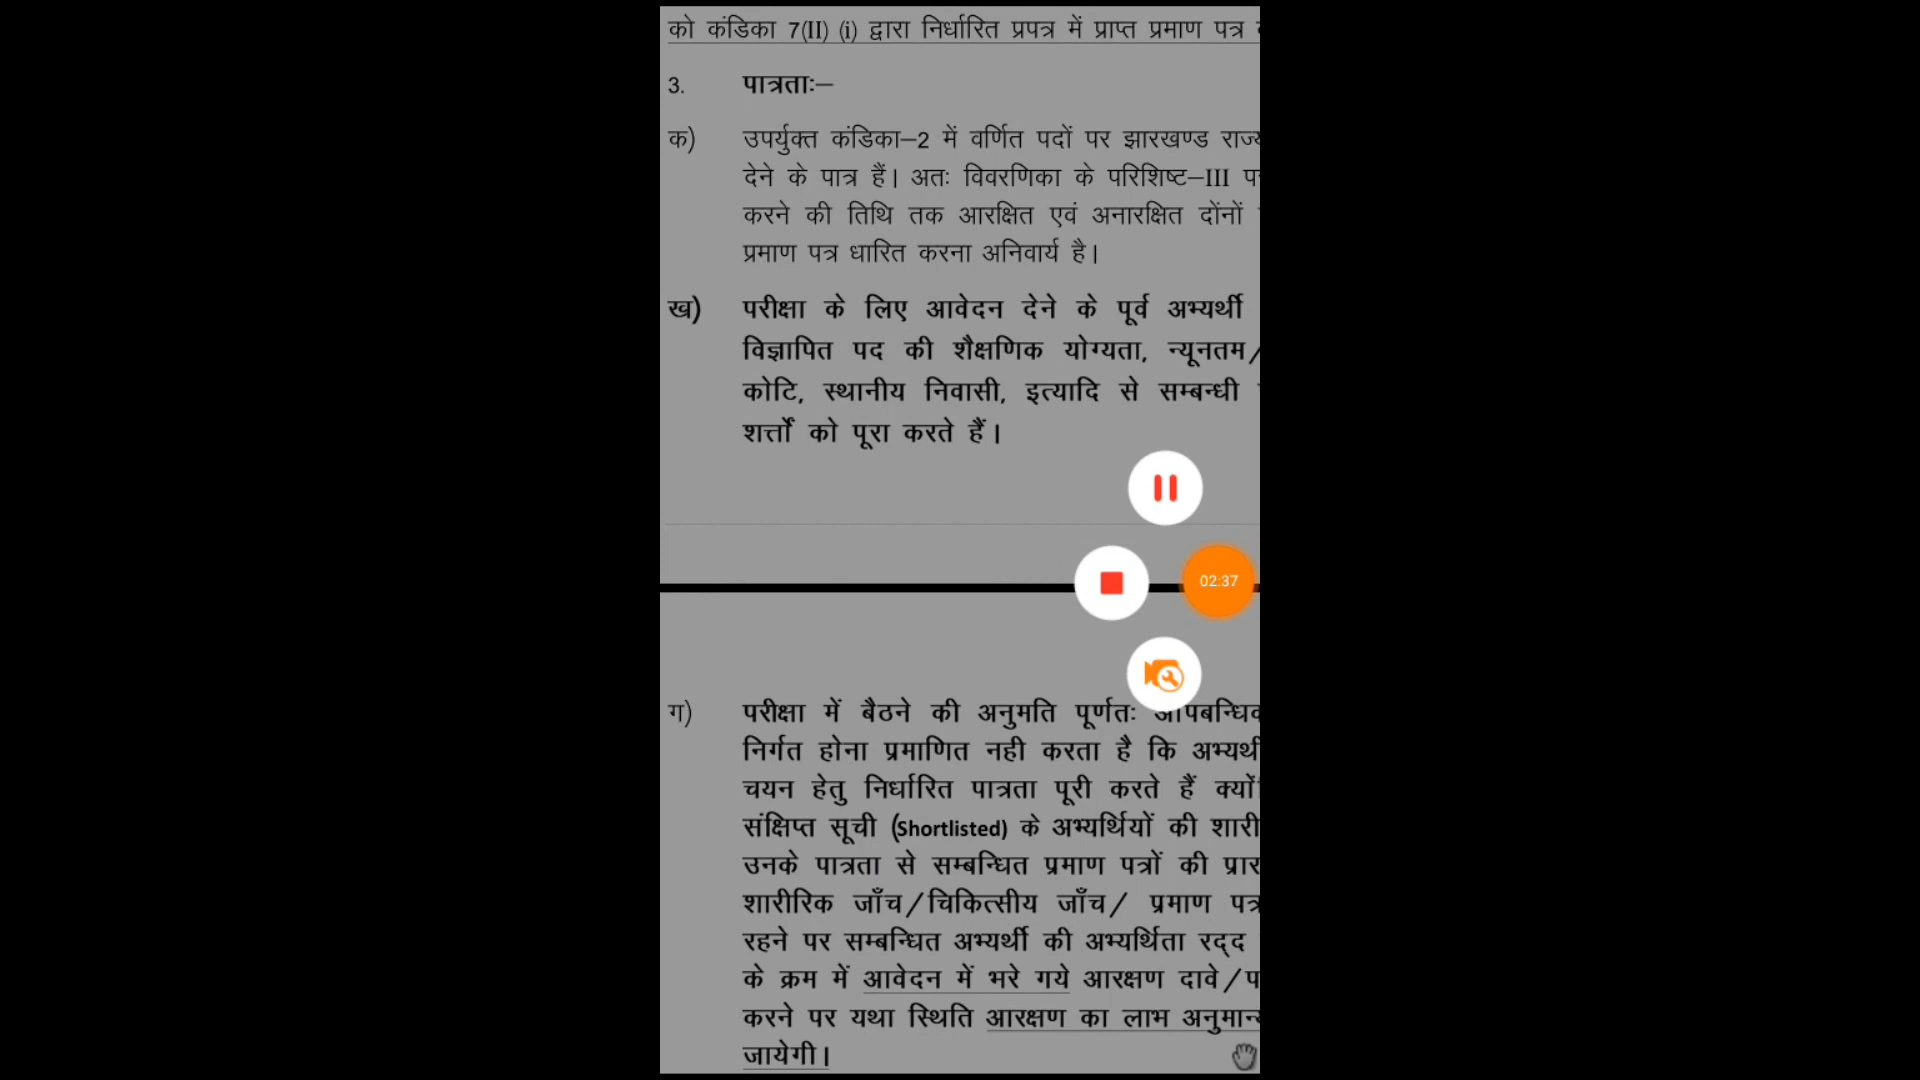 को कंडिका 7(II) (i) द्वारा निर्धारित प्रपत्र में प्राप्त प्रमाण पत्र
3. पात्रताः–
क) उपर्युक्त कंडिका–2 में वर्णित पदों पर झारखण्ड राज्य
देने के पात्र हैं। अतः विवरणिका के परिशिष्ट–III
करने की तिथि तक आरक्षित एवं अनारक्षित दोंनों
प्रमाण पत्र धारित करना अनिवार्य है।
ख) परीक्षा के लिए आवेदन देने के पूर्व अभ्यर्थी
विज्ञापित पद की शैक्षणिक योग्यता, न्यूनतम/
कोटि, स्थानीय निवासी, इत्यादि से सम्बन्धी
शर्त्तों को पूरा करते हैं।
02:37
ग) परीक्षा में बैठने की अनुमति पूर्णतः
निर्गत होना प्रमाणित नही करता है कि अभ्यर्थी
चयन हेतु निर्धारित पात्रता पूरी करते हैं
संक्षिप्त सूची (Shortlisted) के अभ्यर्थियों की
उनके पात्रता से सम्बन्धित प्रमाण पत्रों की
शारीरिक जाँच/चिकित्सीय जाँच/ प्रमाण पत्र
रहने पर सम्बन्धित अभ्यर्थी की अभ्यर्थिता रद्द
के क्रम में आवेदन में भरे गये आरक्षण दावे/
करने पर यथा स्थिति आरक्षण का लाभ
जायेगी।